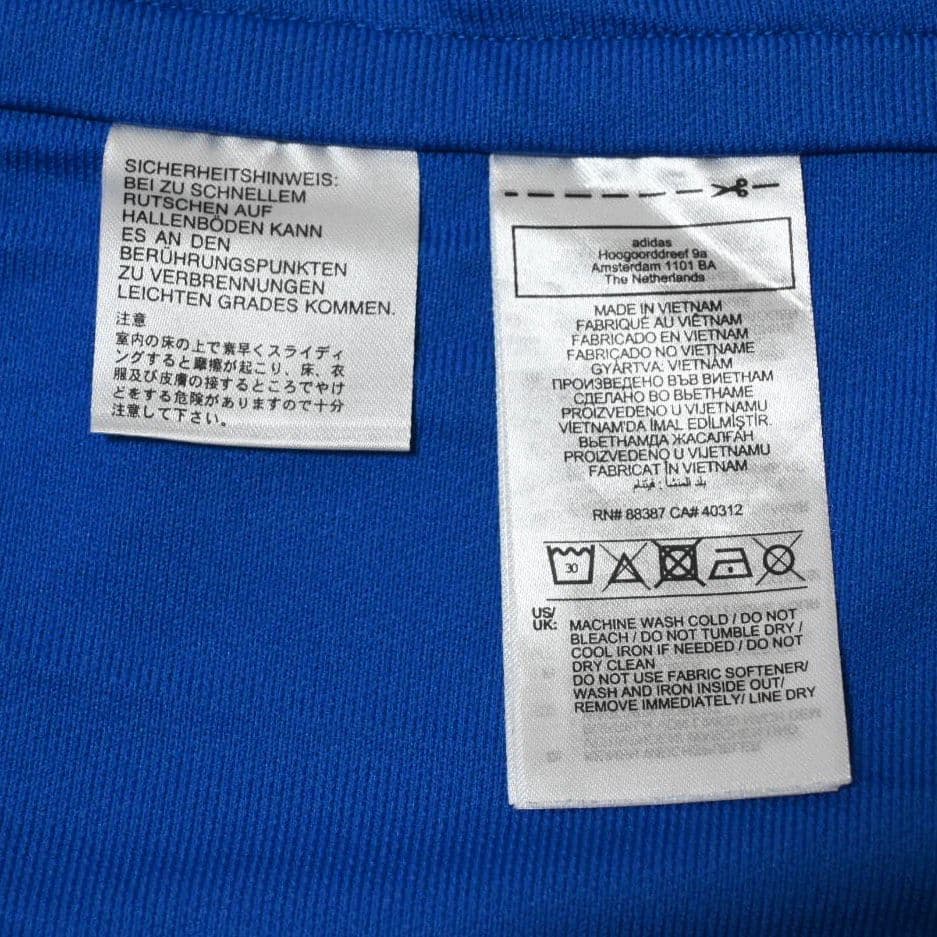 SICHERHEITSHINWEIS:
BEI ZU SCHNELLEM
RUTSCHEN AUF
HALLENBÖDEN KANN
ES AN DEN
BERÜHRUNGSPUNKTEN
ZU VERBRENNUNGEN
LEICHTEN GRADES KOMMEN.
注意
室内の床の上で素早くスライディ
ングすると摩擦が起こり、床、衣
服及び皮膚の接するところでやけ
どをする危険がありますので十分
注意して下さい。
adidas
Hoogoorddreef 9a
Amsterdam 1101 BA
The Netherlands
MADE IN VIETNAM
FABRIQUÉ AU VIÊTNAM
FABRICADO EN VIETNAM
FABRICADO NO VIETNAME
GYÁRTVA: VIETNÁM
ПРОИЗВЕДЕНО ВЪВ ВИЕТНАМ
СДЕЛАНО ВО ВЬЕТНАМЕ
PROIZVEDENO U VIJETNAMU
VİETNAM'DA İMAL EDİLMİŞTİR.
ВЬЕТНАМДА ЖАСАЛҒАН
PROIZVEDENO U VIJETNAMU
FABRICAT ÎN VIETNAM
بلد المنشأ : فيتنام
RN# 88387 CA# 40312
30
US/
UK:
MACHINE WASH COLD / DO NOT
BLEACH / DO NOT TUMBLE DRY /
COOL IRON IF NEEDED / DO NOT
DRY CLEAN
DO NOT USE FABRIC SOFTENER/
WASH AND IRON INSIDE OUT/
REMOVE IMMEDIATELY/ LINE DRY